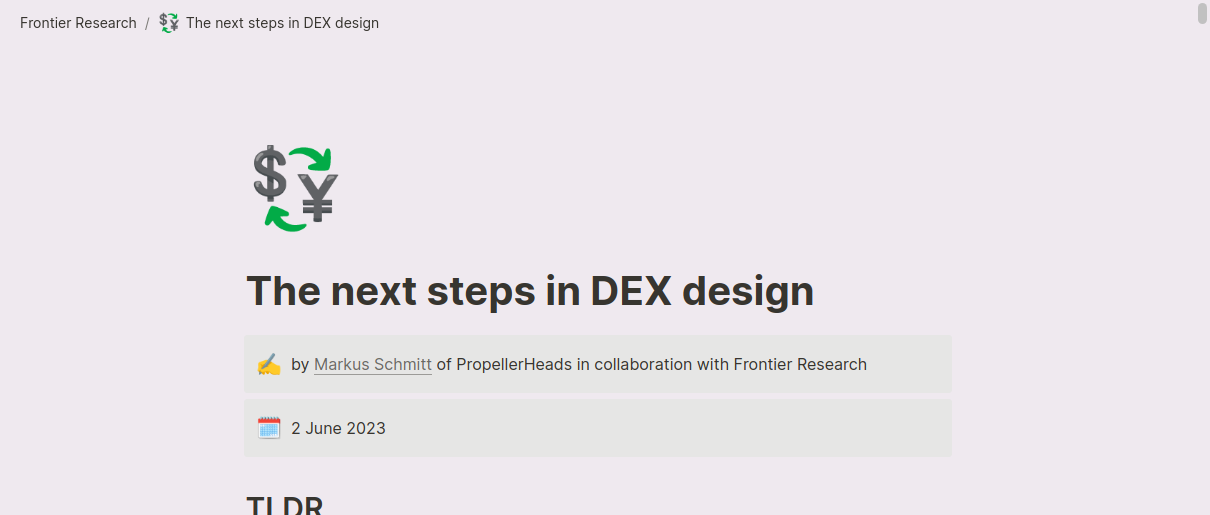 Frontier Research / The next steps in DEX design
The next steps in DEX design
by Markus Schmitt of PropellerHeads in collaboration with Frontier Research
2 June 2023
TLDR